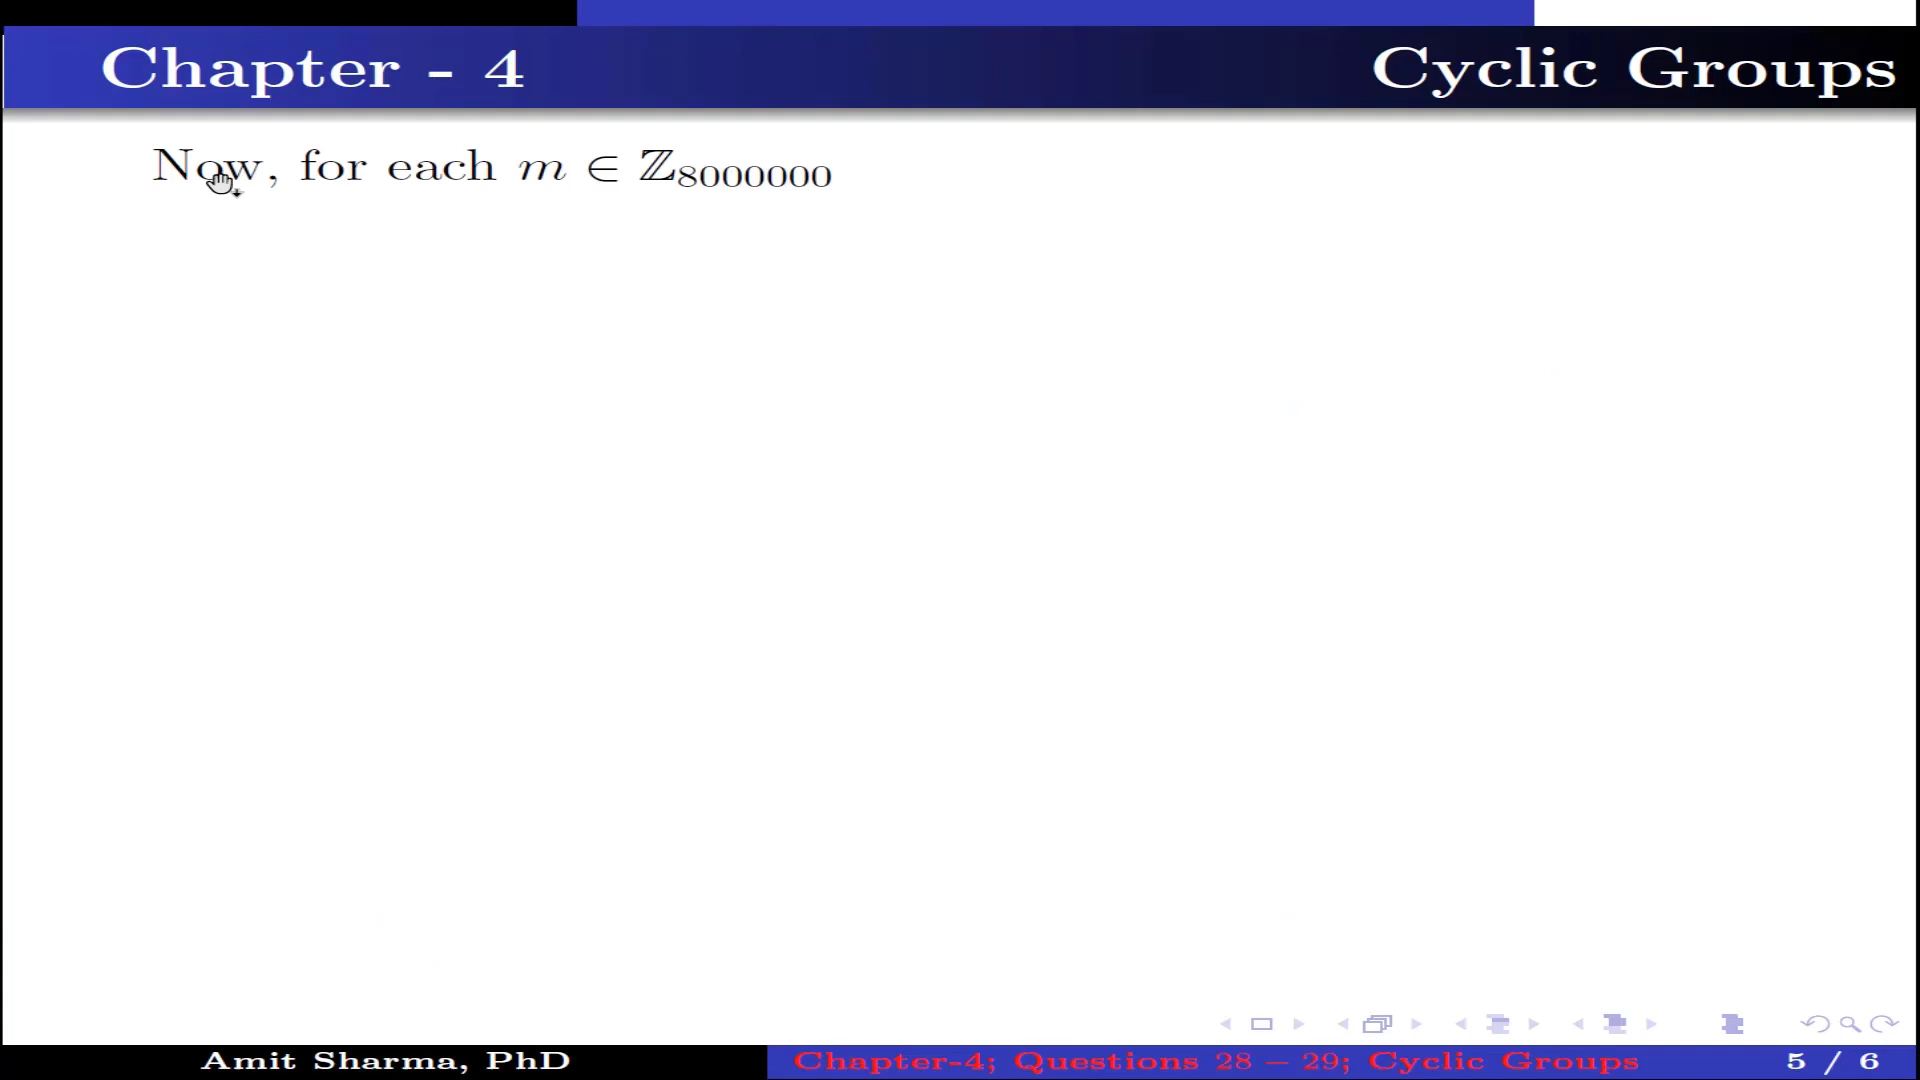 Chapter - 4 Cyclic Groups
Now, for each m ∈ ℤ₈₀₀₀₀₀₀
Amit Sharma, PhD Chapter-4; Questions 28 – 29; Cyclic Groups 5 / 6